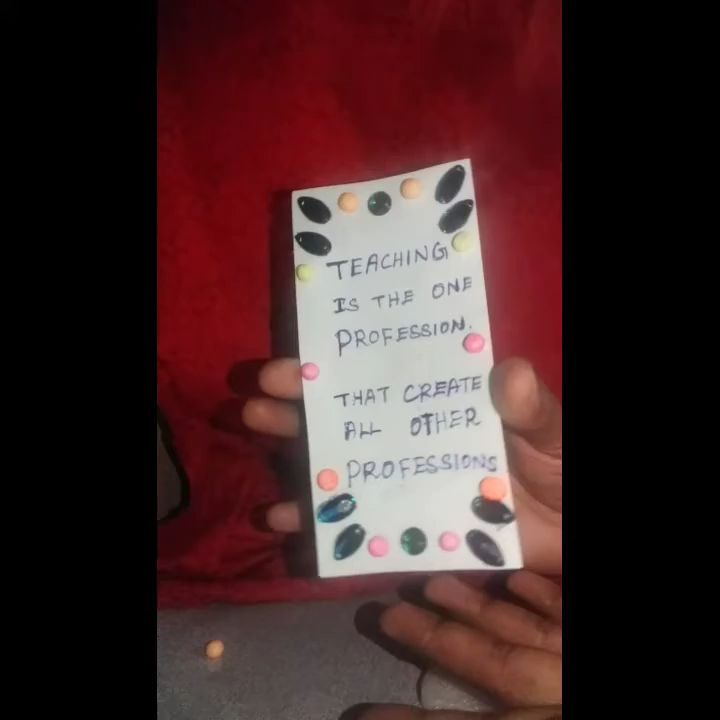 TEACHING
IS THE ONE
PROFESSION.
THAT CREATE
ALL OTHER
PROFESSIONS